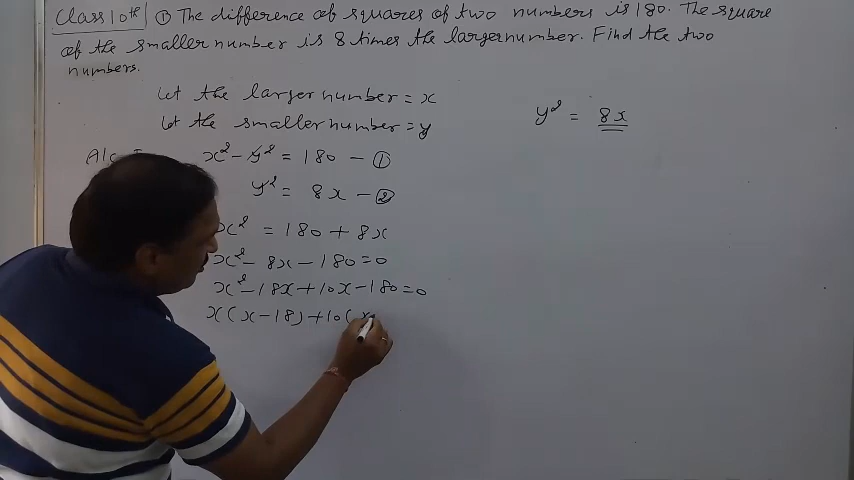 Class 10th ① The difference of squares of two numbers is 180. The square
of the smaller number is 8 times the larger number. Find the two
numbers.
Let the larger number = x
Let the smaller number = y
y² = 8x
x² - y² = 180 - ①
y² = 8x - ②
x² = 180 + 8x
x² - 8x - 180 = 0
x² - 18x + 10x - 180 = 0
x(x - 18) + 10(x